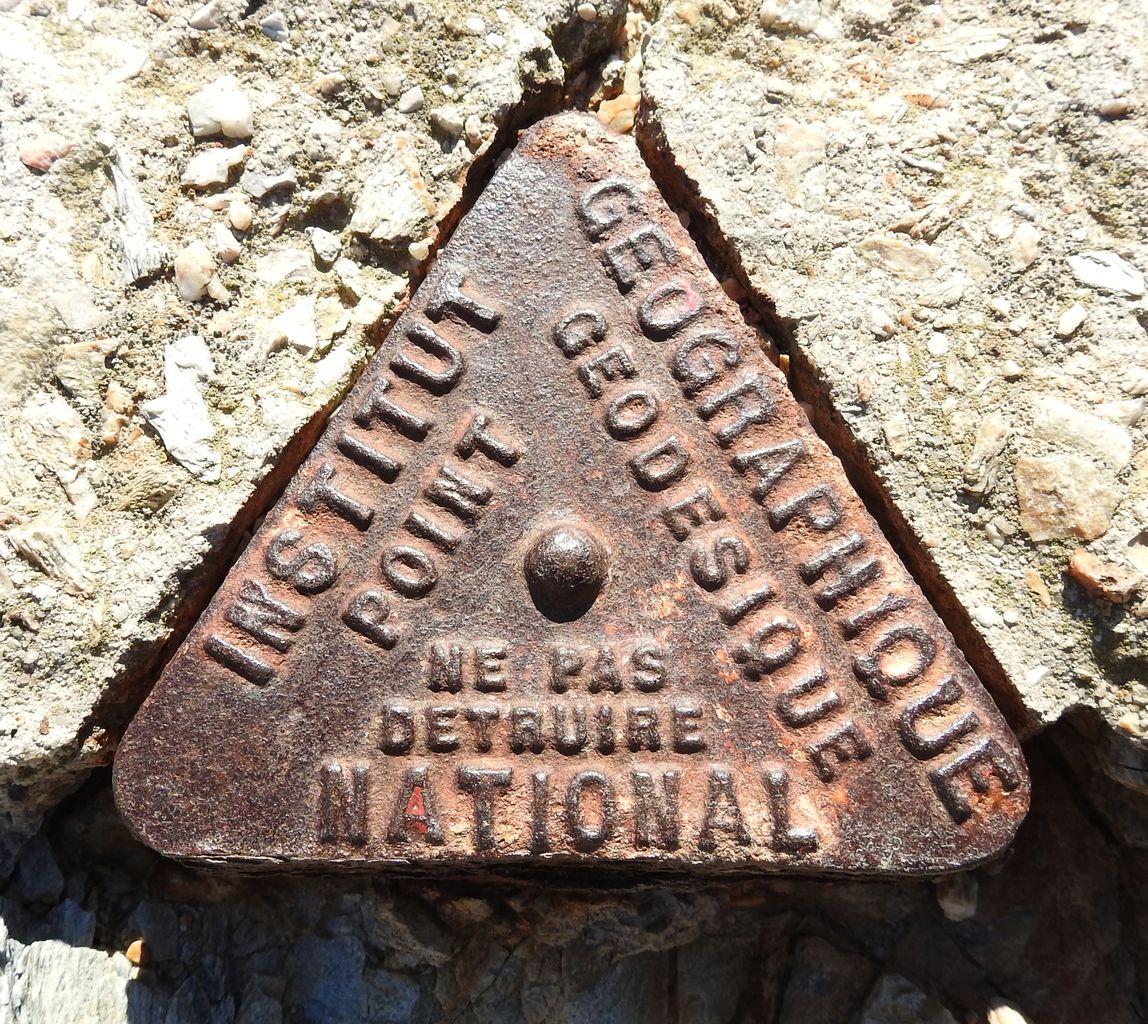 INSTITUT
GEOGRAPHIQUE
NATIONAL
POINT
GEODESIQUE
NE PAS
DETRUIRE